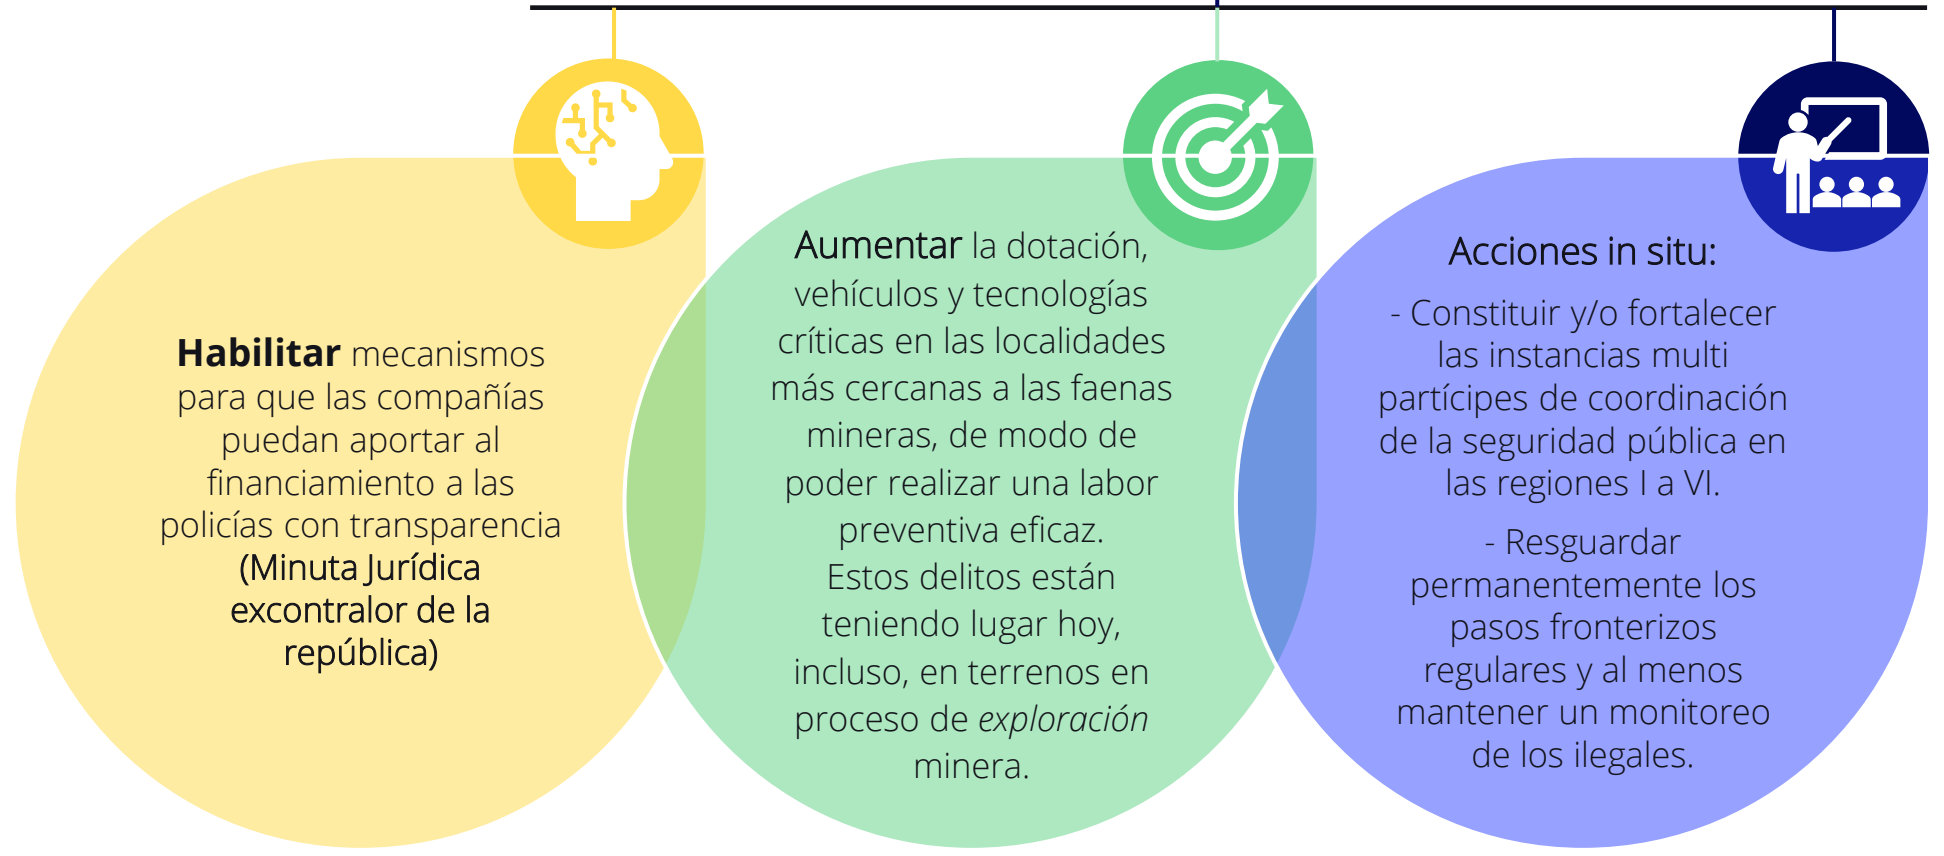 Habilitar mecanismos
para que las compañías
puedan aportar al
financiamiento a las
policías con transparencia
(Minuta Jurídica
excontralor de la
república)
Aumentar la dotación,
vehículos y tecnologías
críticas en las localidades
más cercanas a las faenas
mineras, de modo de
poder realizar una labor
preventiva eficaz.
Estos delitos están
teniendo lugar hoy,
incluso, en terrenos en
proceso de exploración
minera.
Acciones in situ:
- Constituir y/o fortalecer
las instancias multi
partícipes de coordinación
de la seguridad pública en
las regiones I a VI.
- Resguardar
permanentemente los
pasos fronterizos
regulares y al menos
mantener un monitoreo
de los ilegales.